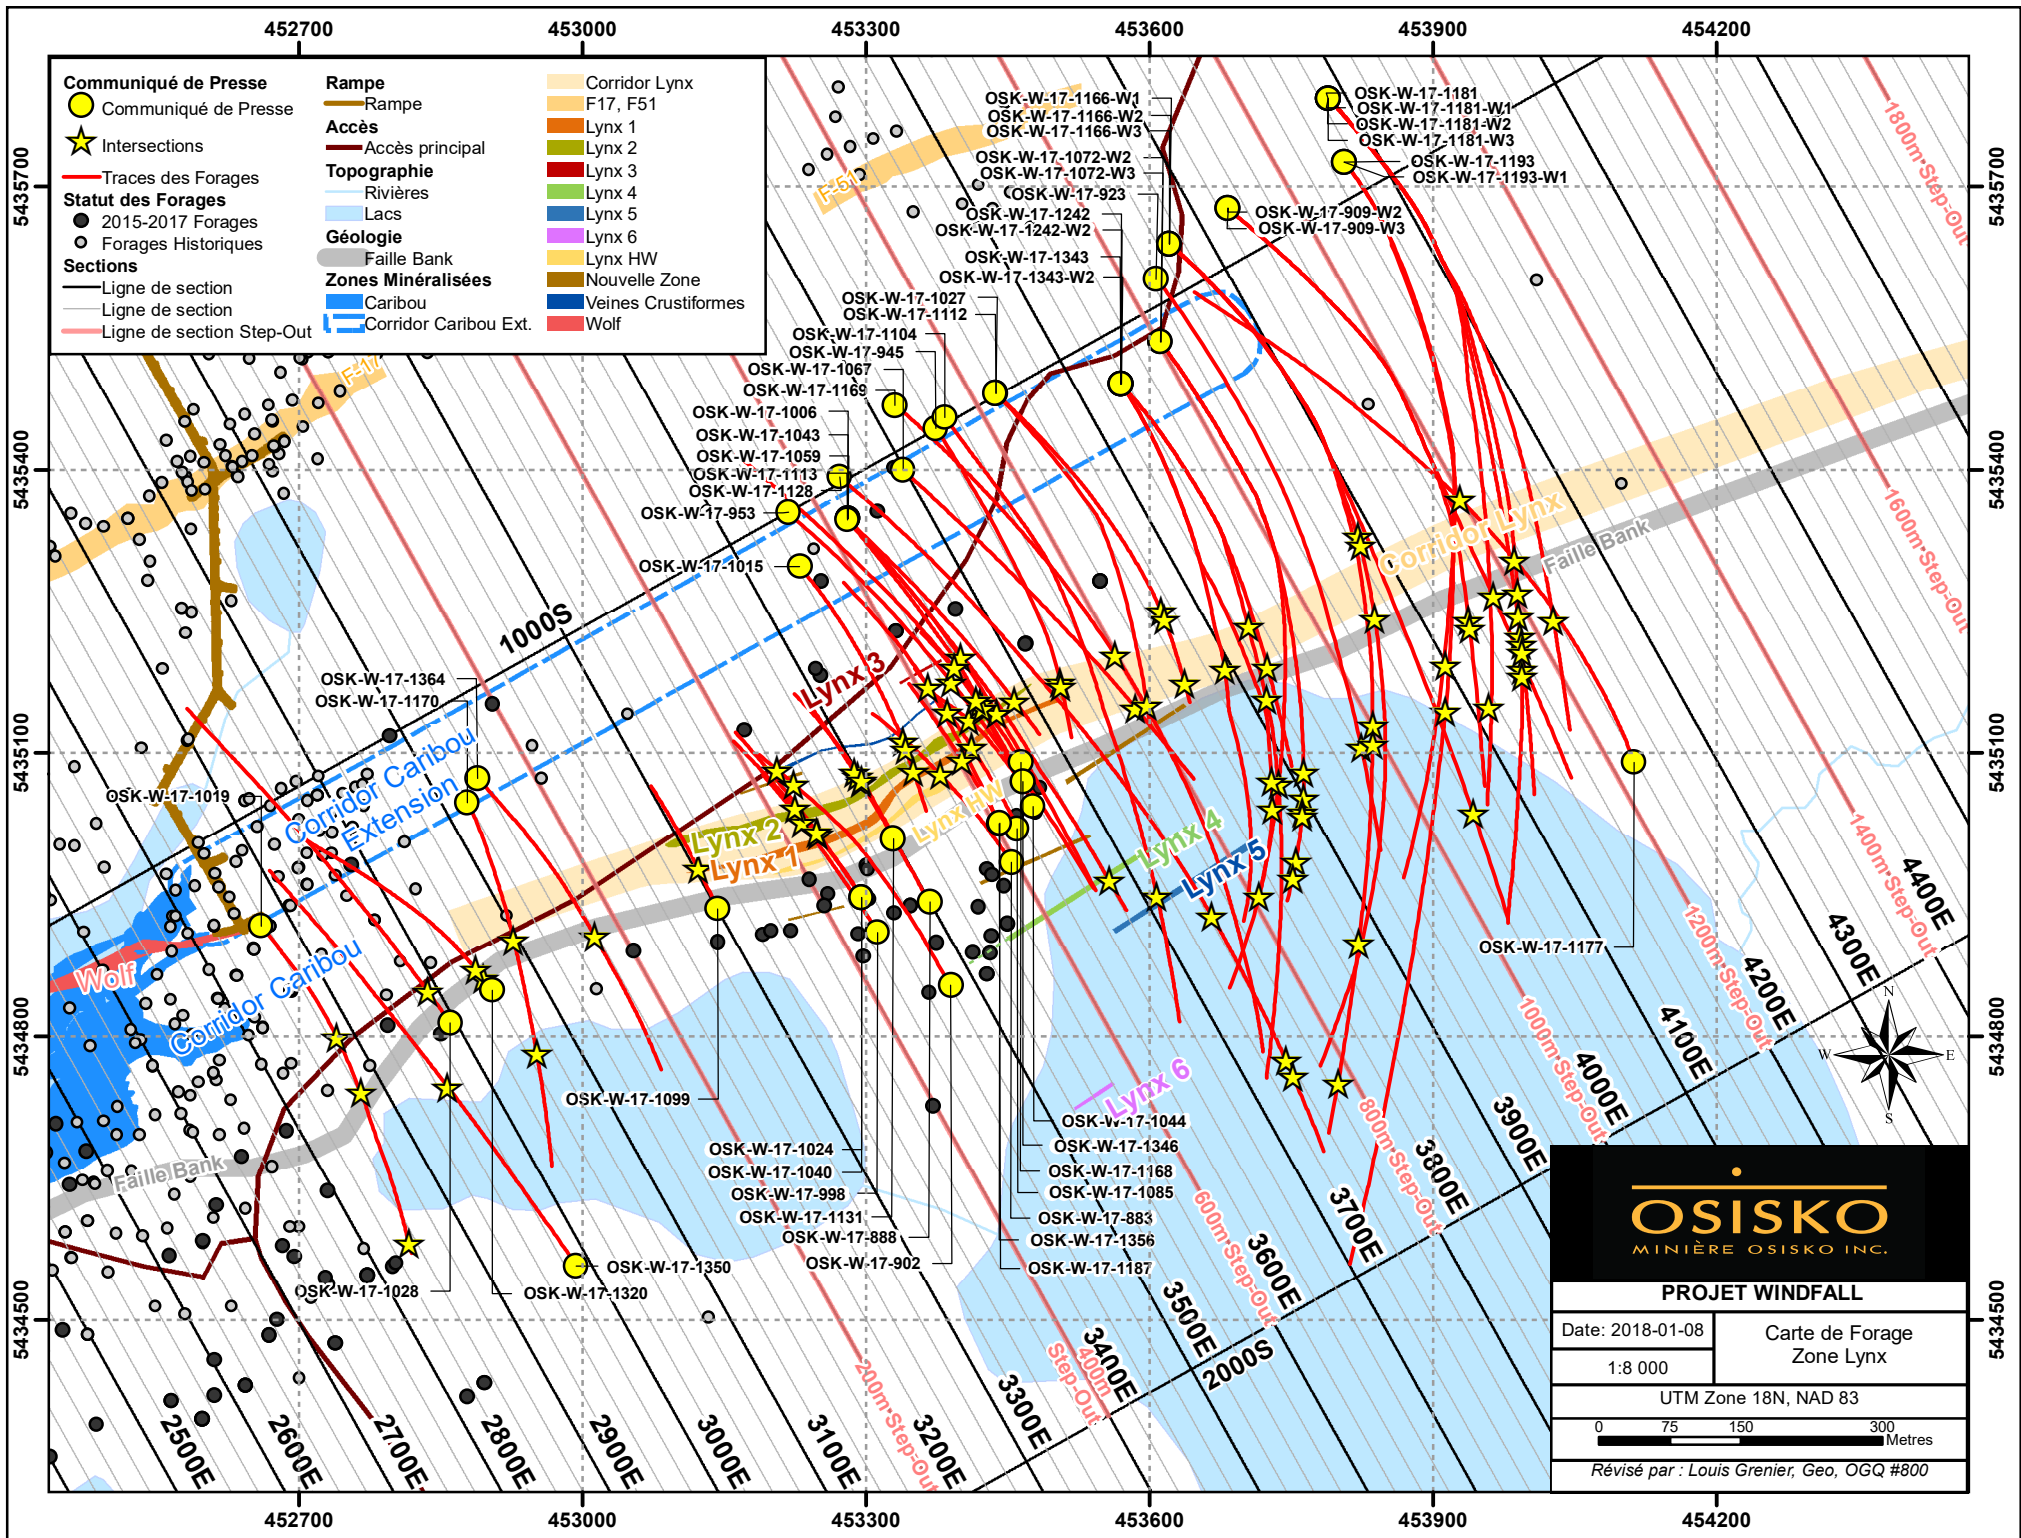 452700 453000 453300 453600 453900 454200
Communiqué de Presse
Communiqué de Presse
Intersections
Traces des Forages
Statut des Forages
2015-2017 Forages
Forages Historiques
Sections
Ligne de section
Ligne de section
Ligne de section Step-Out
Rampe
Rampe
Accès
Accès principal
Topographie
Rivières
Lacs
Géologie
Faille Bank
Zones Minéralisées
Caribou
Corridor Caribou Ext.
Corridor Lynx
F17, F51
Lynx 1
Lynx 2
Lynx 3
Lynx 4
Lynx 5
Lynx 6
Lynx HW
Nouvelle Zone
Veines Crustiformes
Wolf
OSK-W-17-1166-W1
OSK-W-17-1166-W2
OSK-W-17-1166-W3
OSK-W-17-1072-W2
OSK-W-17-1072-W3
OSK-W-17-923
OSK-W-17-1242
OSK-W-17-1242-W2
OSK-W-17-1343
OSK-W-17-1343-W2
OSK-W-17-1027
OSK-W-17-1112
OSK-W-17-1104
OSK-W-17-945
OSK-W-17-1067
OSK-W-17-1169
OSK-W-17-1006
OSK-W-17-1043
OSK-W-17-1059
OSK-W-17-1113
OSK-W-17-1128
OSK-W-17-953
OSK-W-17-1015
OSK-W-17-1181
OSK-W-17-1181-W1
OSK-W-17-1181-W2
OSK-W-17-1181-W3
OSK-W-17-1193
OSK-W-17-1193-W1
OSK-W-17-909-W2
OSK-W-17-909-W3
1800m Step-Out
F-51
F-17
5435700
5435700
5435400
5435400
1000S
Corridor Lynx
Faille Bank
1600m Step-Out
OSK-W-17-1364
OSK-W-17-1170
Lynx 3
5435100
5435100
OSK-W-17-1019
Corridor Caribou
Extension
Lynx 2
Lynx 1
Lynx HW
Lynx 4
Lynx 5
1400m Step-Out
4400E
4300E
1200m Step-Out
4200E
OSK-W-17-1177
Wolf
Corridor Caribou
1000m Step-Out
4100E
5434800
5434800
N
W E
S
4000E
Lynx 6
OSK-W-17-1099
OSK-W-17-1024
OSK-W-17-1040
OSK-W-17-998
OSK-W-17-1131
OSK-W-17-888
OSK-W-17-902
OSK-W-17-1044
OSK-W-17-1346
OSK-W-17-1168
OSK-W-17-1085
OSK-W-17-883
OSK-W-17-1356
OSK-W-17-1187
800m Step-Out
3900E
3800E
Faille Bank
600m Step-Out
3700E
3600E
OSK-W-17-1350
OSK-W-17-1028
OSK-W-17-1320
3500E
2000S
400m
Step-Out
3400E
200m Step-Out
3300E
5434500
5434500
2500E
2600E
2700E
2800E
2900E
3000E
3100E
3200E
OSISKO
MINIÈRE OSISKO INC.
PROJET WINDFALL
Date: 2018-01-08
1:8 000
Carte de Forage
Zone Lynx
UTM Zone 18N, NAD 83
0 75 150 300
Metres
Révisé par : Louis Grenier, Geo, OGQ #800
452700 453000 453300 453600 453900 454200